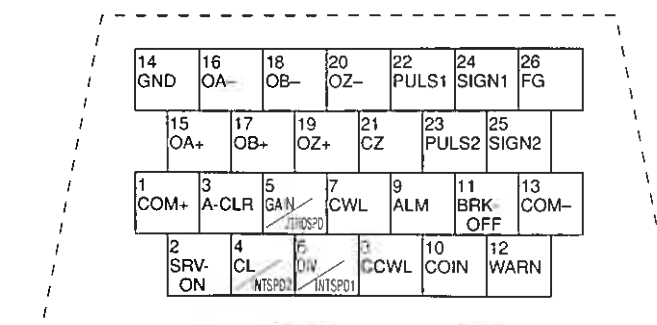 14 16 18 20 22 24 26
GND OA– OB– OZ– PULS1 SIGN1 FG
15 17 19 21 23 25
OA+ OB+ OZ+ CZ PULS2 SIGN2
1 3 5 7 9 11 13
COM+ A-CLR GAIN CWL ALM BRK- COM–
OFF
2 4 6 10 12
SRV- CL DIV CCWL COIN WARN
ON INTSPD2 INTSPD1